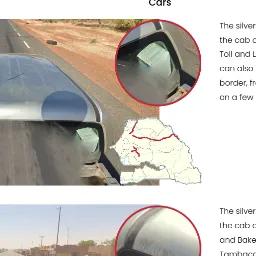 Cars
The silver
the cab o
Toll and L
can also
border, fr
on a few
The silver
the cab o
and Bake
Tambaco